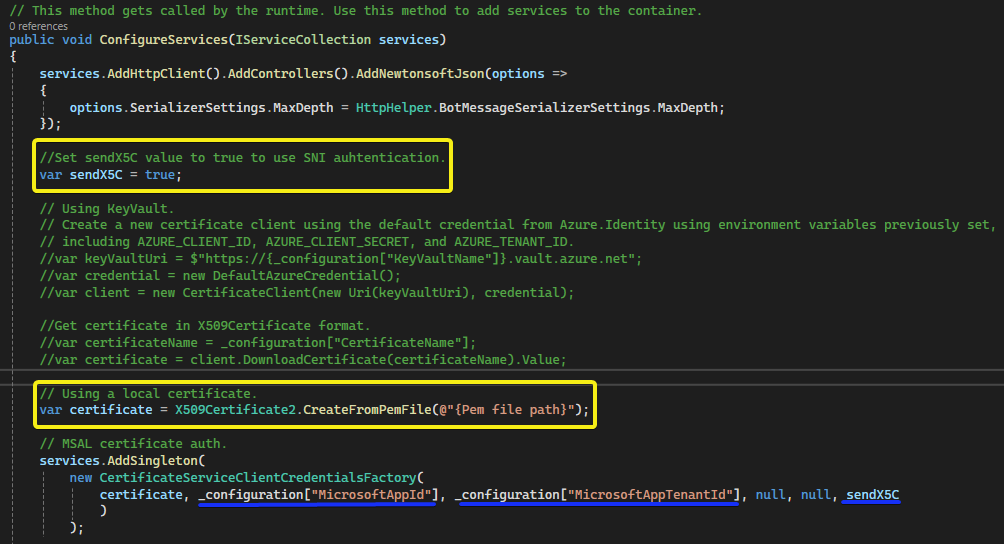 // This method gets called by the runtime. Use this method to add services to the container.
0 references
public void ConfigureServices(IServiceCollection services)
{
services.AddHttpClient().AddControllers().AddNewtonsoftJson(options =>
{
options.SerializerSettings.MaxDepth = HttpHelper.BotMessageSerializerSettings.MaxDepth;
});
//Set sendX5C value to true to use SNI auhtentication.
var sendX5C = true;
// Using KeyVault.
// Create a new certificate client using the default credential from Azure.Identity using environment variables previously set,
// including AZURE_CLIENT_ID, AZURE_CLIENT_SECRET, and AZURE_TENANT_ID.
//var keyVaultUri = $"https://{_configuration["KeyVaultName"]}.vault.azure.net";
//var credential = new DefaultAzureCredential();
//var client = new CertificateClient(new Uri(keyVaultUri), credential);
//Get certificate in X509Certificate format.
//var certificateName = _configuration["CertificateName"];
//var certificate = client.DownloadCertificate(certificateName).Value;
// Using a local certificate.
var certificate = X509Certificate2.CreateFromPemFile(@"{Pem file path}");
// MSAL certificate auth.
services.AddSingleton(
new CertificateServiceClientCredentialsFactory(
certificate, _configuration["MicrosoftAppId"], _configuration["MicrosoftAppTenantId"], null, null, sendX5C
)
);